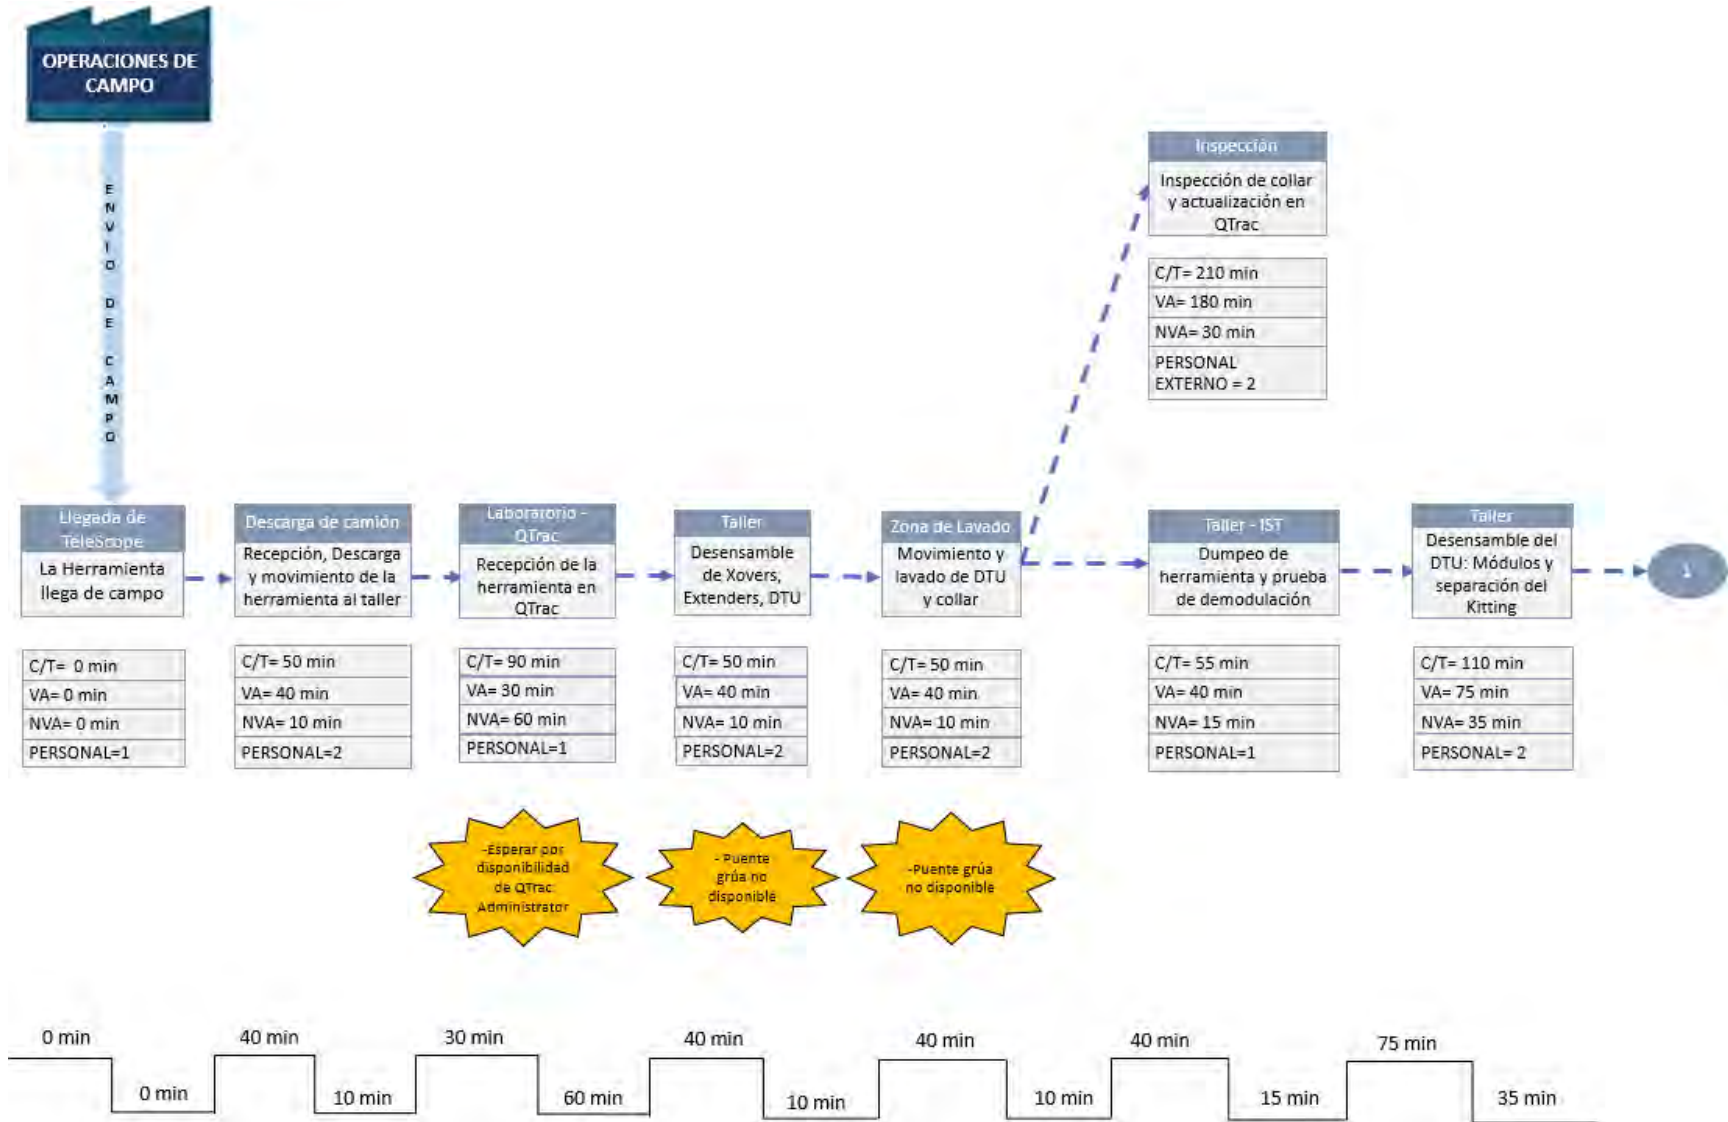 OPERACIONES DE
CAMPO
ENVIO DE CAMPO
Inspección
Inspección de collar
y actualización en
QTrac
C/T= 210 min
VA= 180 min
NVA= 30 min
PERSONAL
EXTERNO = 2
Llegada de
TeleScope
La Herramienta
llega de campo
C/T= 0 min
VA= 0 min
NVA= 0 min
PERSONAL=1
Descarga de camión
Recepción, Descarga
y movimiento de la
herramienta al taller
C/T= 50 min
VA= 40 min
NVA= 10 min
PERSONAL=2
Laboratorio -
QTrac
Recepción de la
herramienta en
QTrac
C/T= 90 min
VA= 30 min
NVA= 60 min
PERSONAL=1
Taller
Desensamble
de Xovers,
Extenders, DTU
C/T= 50 min
VA= 40 min
NVA= 10 min
PERSONAL=2
Zona de Lavado
Movimiento y
lavado de DTU
y collar
C/T= 50 min
VA= 40 min
NVA= 10 min
PERSONAL=2
Taller - IST
Dumpeo de
herramienta y prueba
de demodulación
C/T= 55 min
VA= 40 min
NVA= 15 min
PERSONAL=1
Taller
Desensamble del
DTU: Módulos y
separación del
Kitting
C/T= 110 min
VA= 75 min
NVA= 35 min
PERSONAL= 2
1
-Esperar por
disponibilidad
de QTrac
Administrator
- Puente
grúa no
disponible
-Puente grúa
no disponible
0 min
0 min
40 min
10 min
30 min
60 min
40 min
10 min
40 min
10 min
40 min
15 min
75 min
35 min